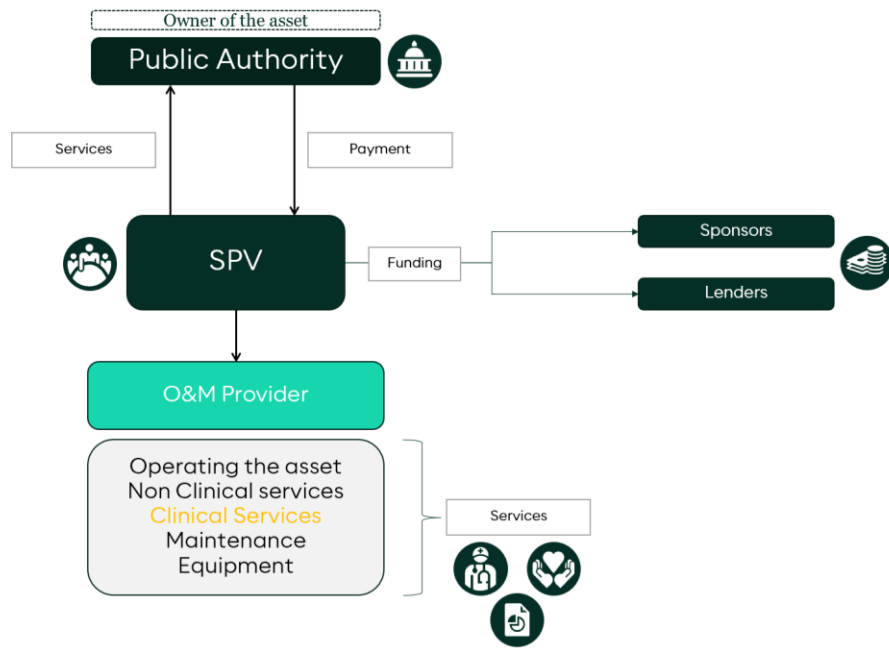 Owner of the asset
Public Authority
Services
Payment
SPV
Funding
Sponsors
Lenders
O&M Provider
Operating the asset
Non Clinical services
Clinical Services
Maintenance
Equipment
Services